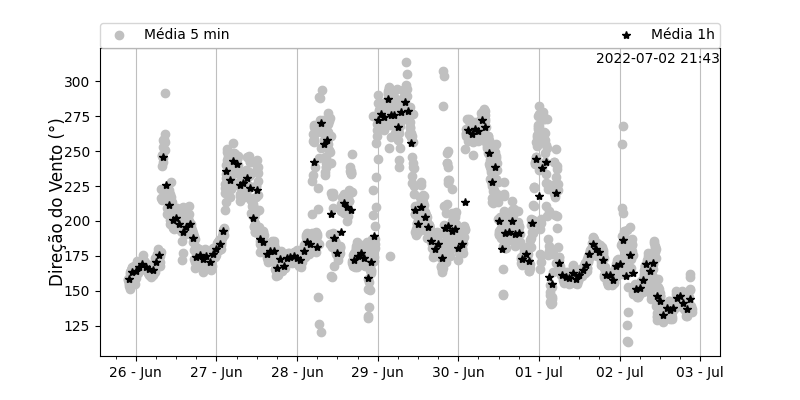 Média 5 min
Média 1h
2022-07-02 21:43
Direção do Vento (°)
300
275
250
225
200
175
150
125
26 - Jun
27 - Jun
28 - Jun
29 - Jun
30 - Jun
01 - Jul
02 - Jul
03 - Jul